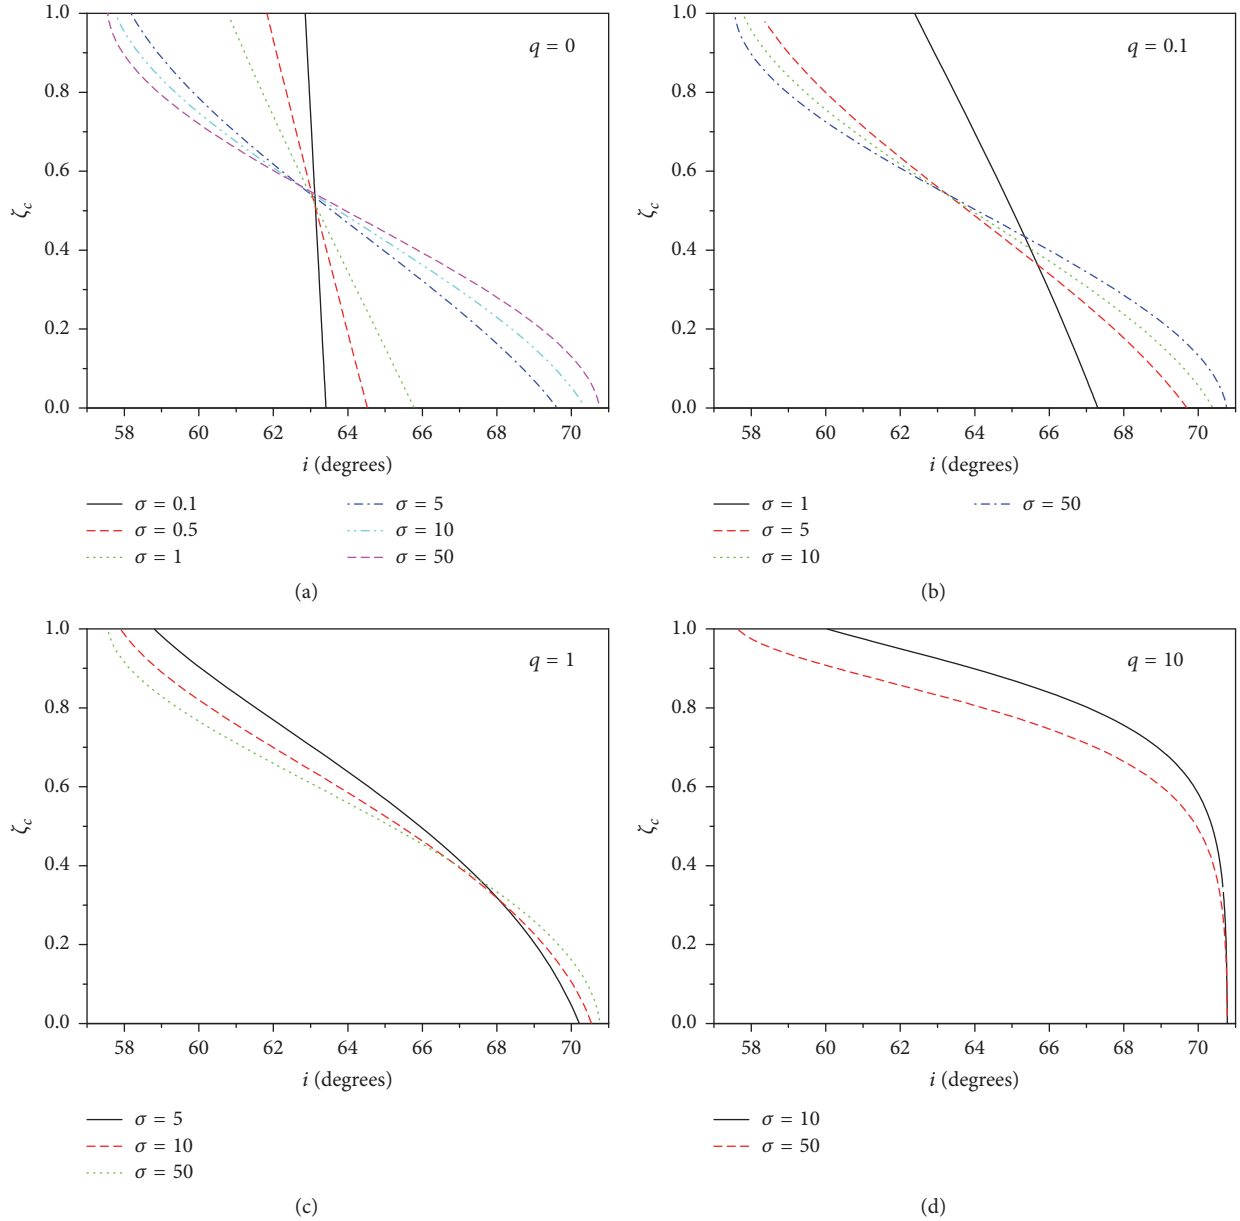 1.0
0.8
0.6
0.4
0.2
0.0
ζc
q = 0
58 60 62 64 66 68 70
i (degrees)
σ = 0.1
σ = 0.5
σ = 1
σ = 5
σ = 10
σ = 50
(a)
1.0
0.8
0.6
0.4
0.2
0.0
ζc
q = 0.1
58 60 62 64 66 68 70
i (degrees)
σ = 1
σ = 5
σ = 10
σ = 50
(b)
1.0
0.8
0.6
0.4
0.2
0.0
ζc
q = 1
58 60 62 64 66 68 70
i (degrees)
σ = 5
σ = 10
σ = 50
(c)
1.0
0.8
0.6
0.4
0.2
0.0
ζc
q = 10
58 60 62 64 66 68 70
i (degrees)
σ = 10
σ = 50
(d)